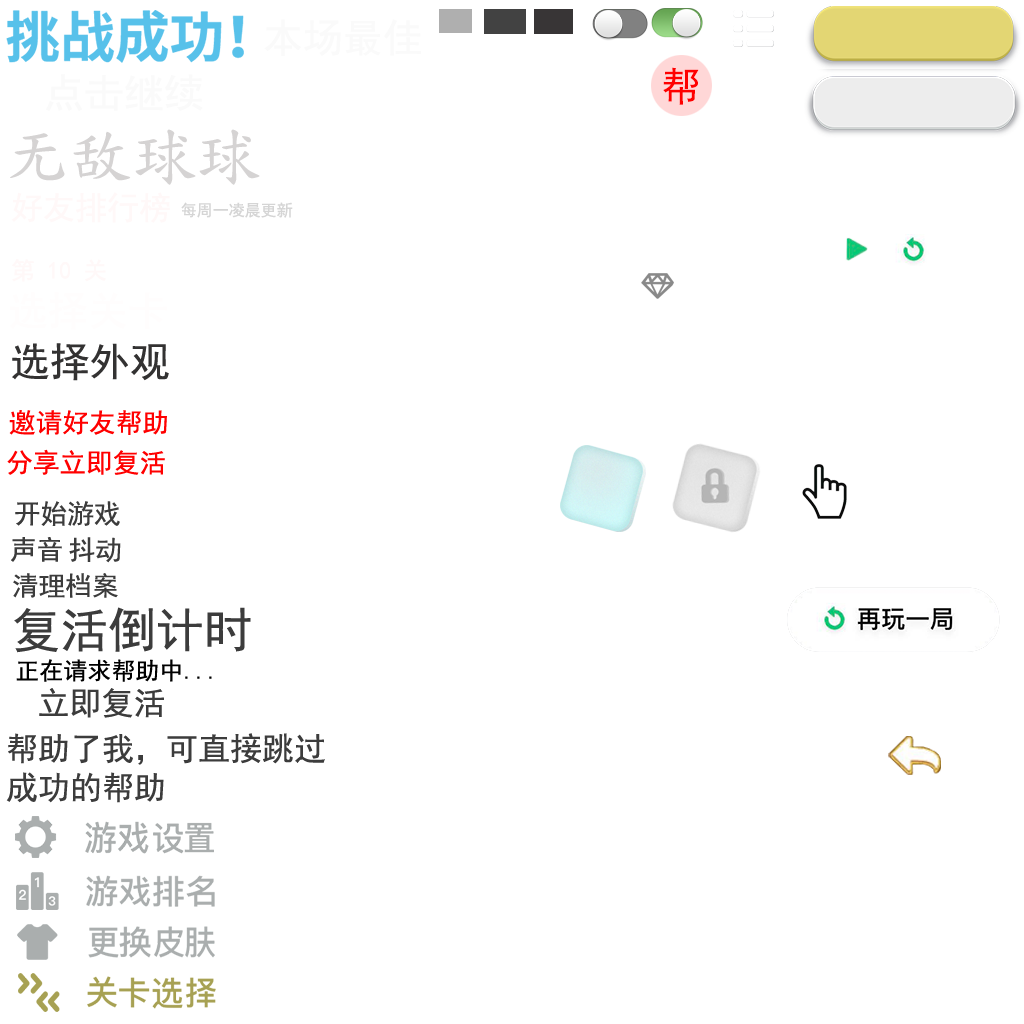 挑战成功！ 本场最佳
点击继续
帮
无敌球球
好友排行榜 每周一凌晨更新
第 10 关
选择外观
邀请好友帮助
分享立即复活
开始游戏
声音 抖动
清理档案
复活倒计时
再玩一局
正在请求帮助中...
立即复活
帮助了我，可直接跳过
成功的帮助
游戏设置
1 2 3 游戏排名
更换皮肤
关卡选择